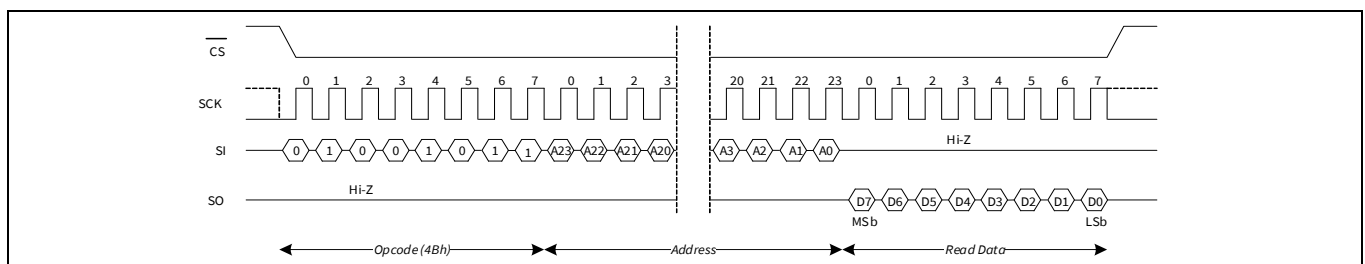 CS
0 1 2 3 4 5 6 7 0 1 2 3 20 21 22 23 0 1 2 3 4 5 6 7
SCK
Hi-Z
SI 0 1 0 0 1 0 1 1 A23 A22 A21 A20 A3 A2 A1 A0
Hi-Z
SO D7 D6 D5 D4 D3 D2 D1 D0
MSb LSb
Opcode (4Bh) Address Read Data